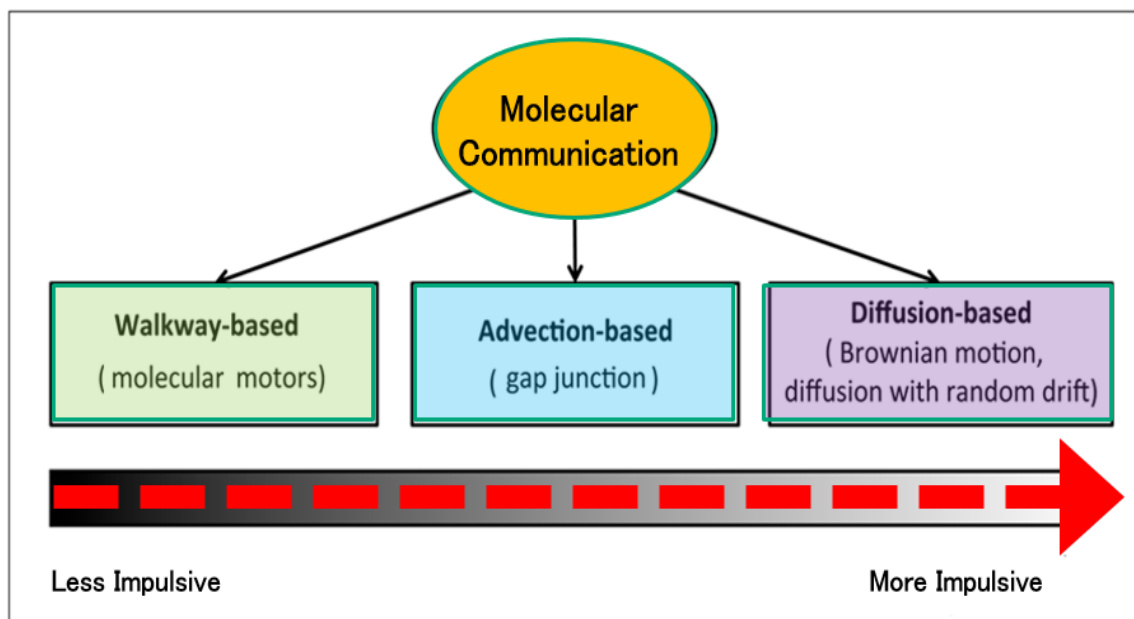 Molecular
Communication
Walkway-based
( molecular motors)
Advection-based
( gap junction )
Diffusion-based
( Brownian motion,
diffusion with random drift)
Less Impulsive
More Impulsive